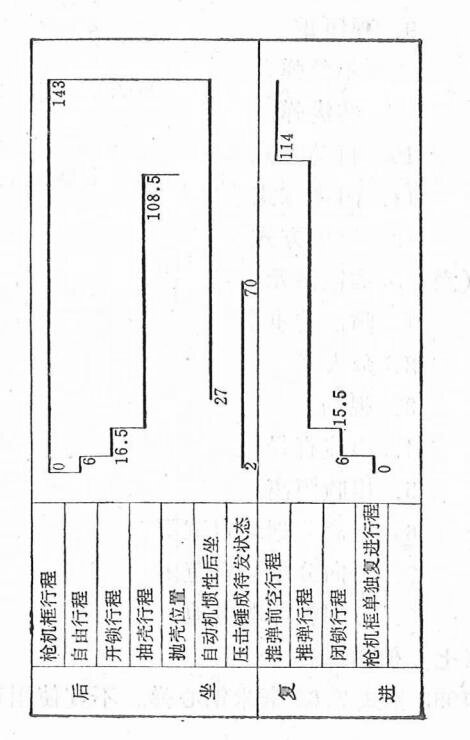 后 坐
枪机框行程
0
143
自由行程
6
开锁行程
16.5
抽壳行程
抛壳位置
108.5
自动机惯性后坐
27
压击锤成待发状态
2
70
复 进
推弹前空行程
114
推弹行程
15.5
闭锁行程
6
枪机框单独复进行程
0